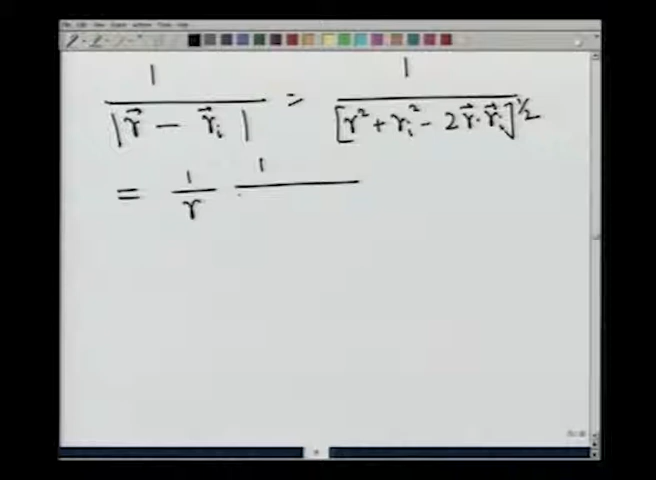 1 / |r⃗ − r⃗ᵢ| = 1 / [r² + rᵢ² − 2r⃗·r⃗ᵢ]^1/2
= 1/r 1/